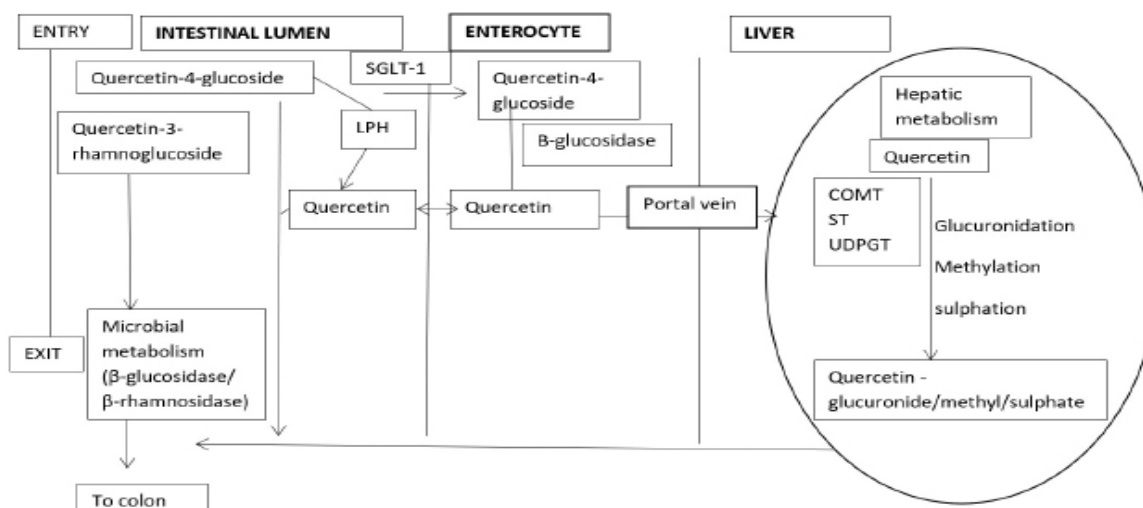 ENTRY
INTESTINAL LUMEN
ENTEROCYTE
LIVER
SGLT-1
Quercetin-4-glucoside
Quercetin-4-
glucoside
Hepatic
metabolism
Quercetin-3-
rhamnoglucoside
LPH
B-glucosidase
Quercetin
Quercetin
Quercetin
Portal vein
COMT
ST
UDPGT
Glucuronidation
Methylation
sulphation
EXIT
Microbial
metabolism
(β-glucosidase/
β-rhamnosidase)
Quercetin -
glucuronide/methyl/sulphate
To colon